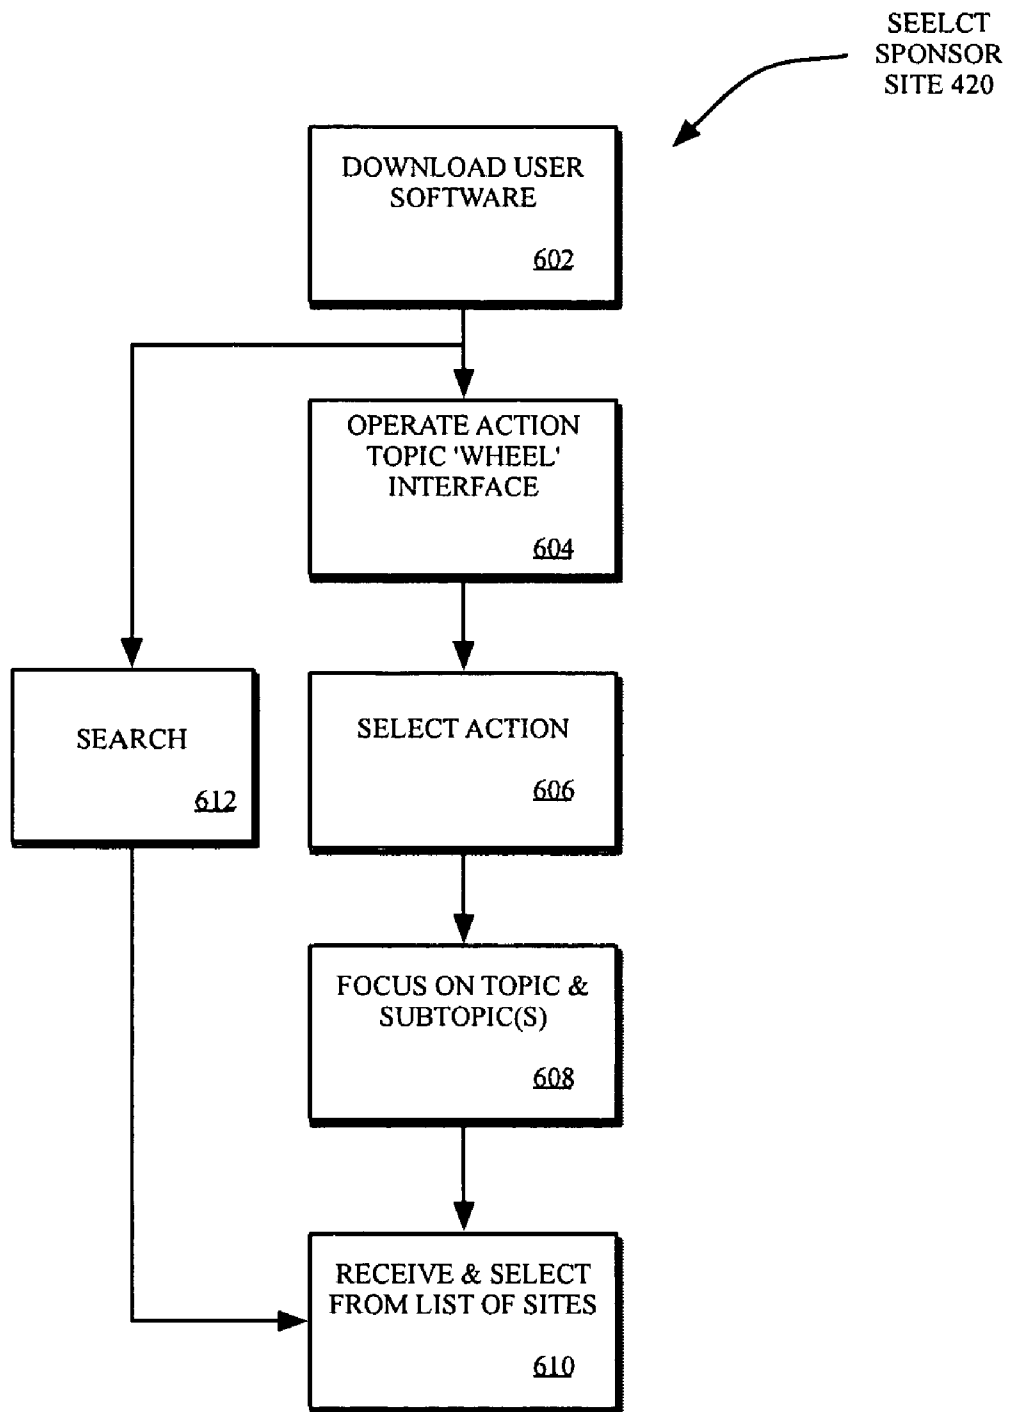 SEELCT
SPONSOR
SITE 420
DOWNLOAD USER
SOFTWARE
602
OPERATE ACTION
TOPIC 'WHEEL'
INTERFACE
604
SEARCH
612
SELECT ACTION
606
FOCUS ON TOPIC &
SUBTOPIC(S)
608
RECEIVE & SELECT
FROM LIST OF SITES
610